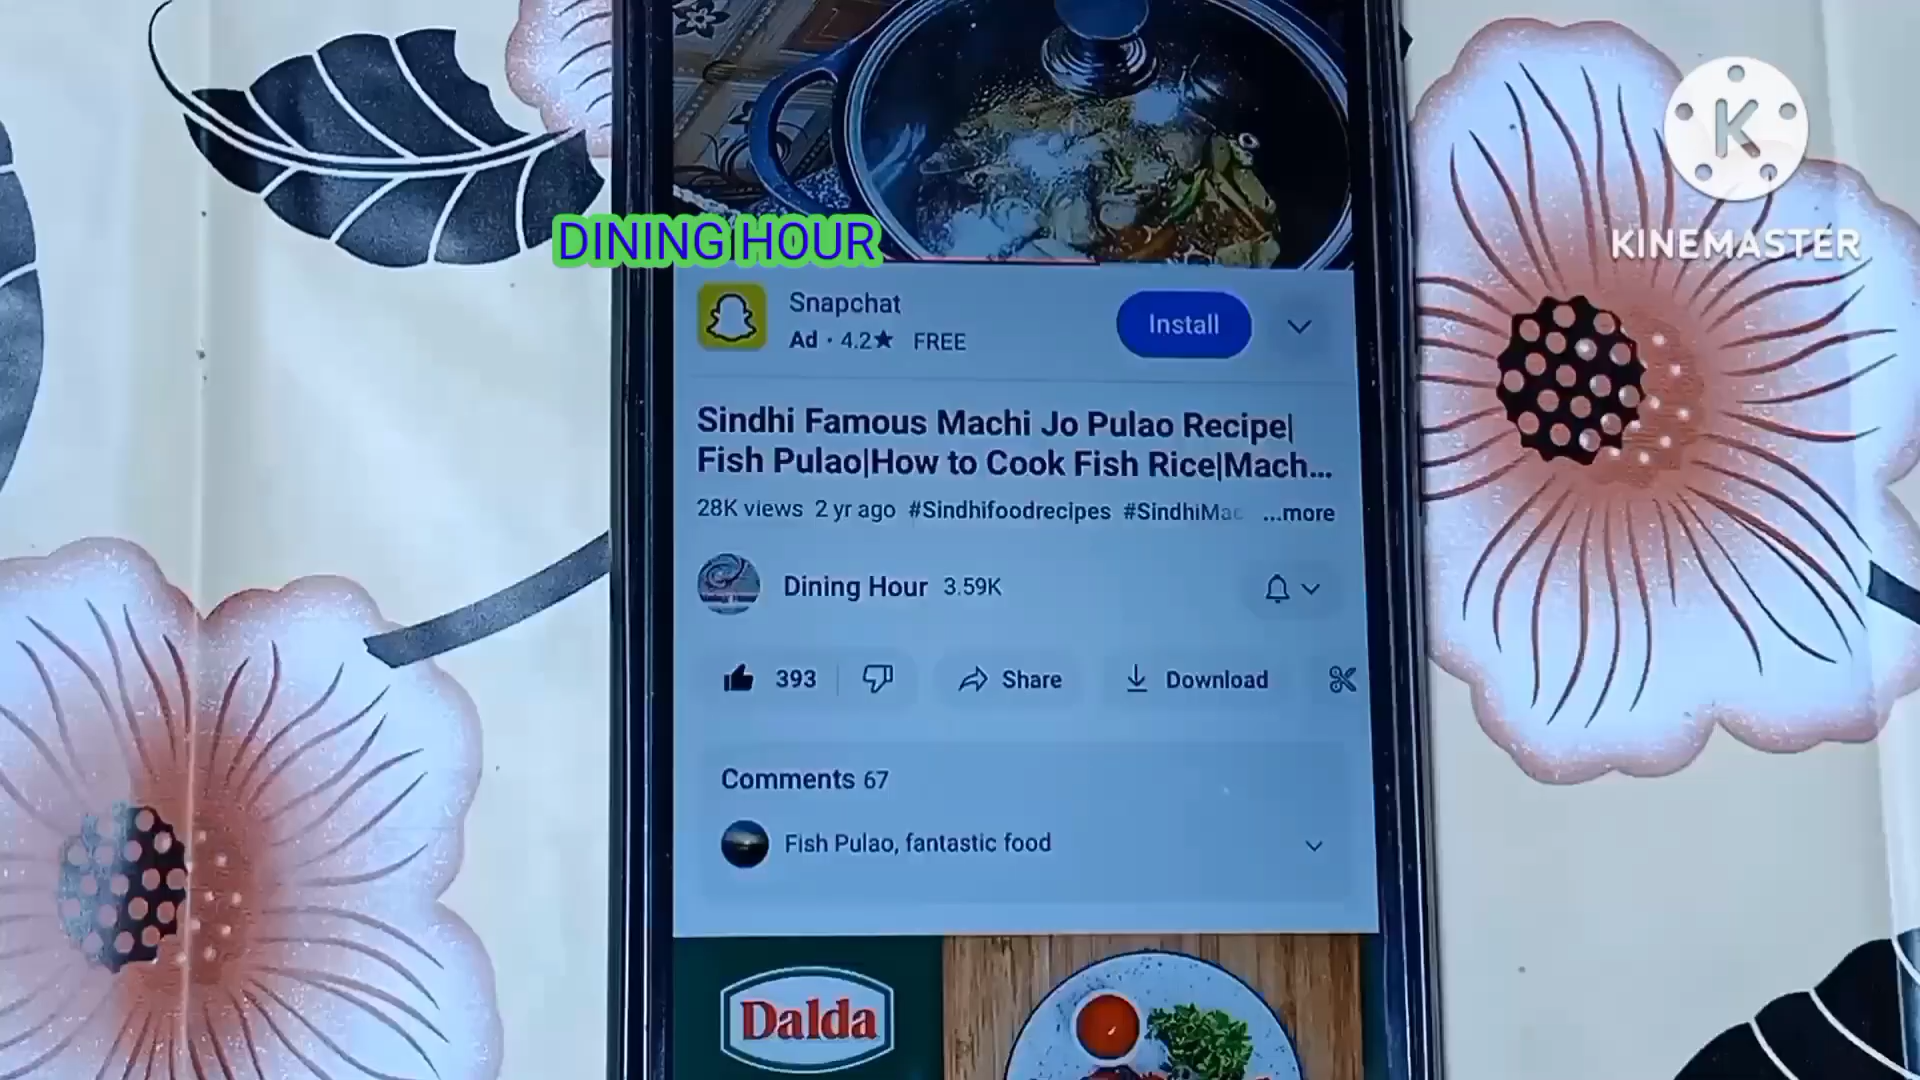 K
KINEMASTER
DINING HOUR
Snapchat
Ad · 4.2★ FREE
Install
Sindhi Famous Machi Jo Pulao Recipe|
Fish Pulao|How to Cook Fish Rice|Mach...
28K views 2 yr ago #Sindhifoodrecipes #SindhiMac ...more
Dining Hour 3.59K
393 Share Download
Comments 67
Fish Pulao, fantastic food
Dalda